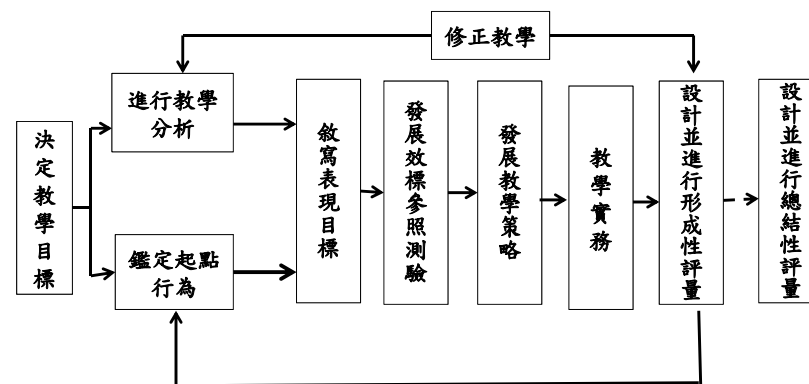 修正教學
決定教學目標
進行教學
分析
鑑定起點
行為
敘寫表現目標
發展效標參照測驗
發展教學策略
教學實務
設計並進行形成性評量
設計並進行總結性評量